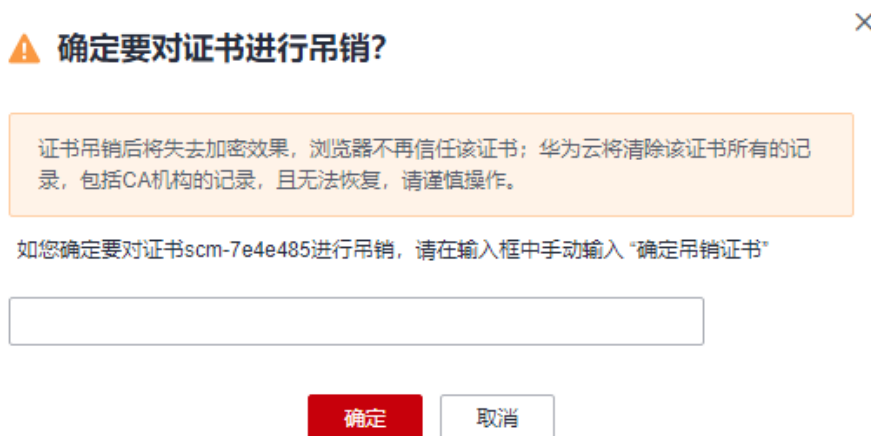 确定要对证书进行吊销?
证书吊销后将失去加密效果，浏览器不再信任该证书；华为云将清除该证书所有的记
录，包括CA机构的记录，且无法恢复，请谨慎操作。
如您确定要对证书scm-7e4e485进行吊销，请在输入框中手动输入 “确定吊销证书”
确定
取消